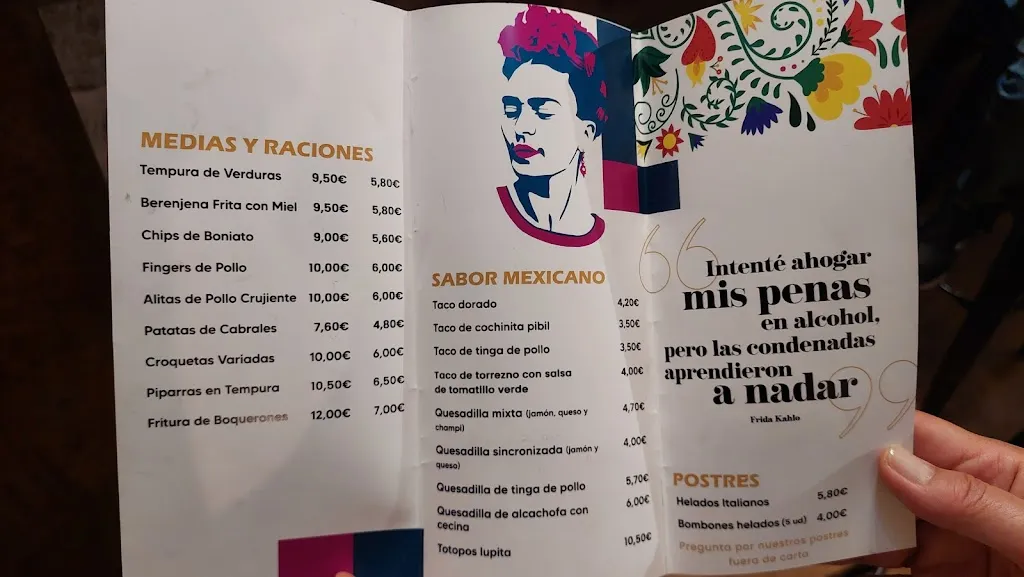 MEDIAS Y RACIONES
Tempura de Verduras 9,50€ 5,80€
Berenjena Frita con Miel 9,50€ 5,80€
Chips de Boniato 9,00€ 5,60€
Fingers de Pollo 10,00€ 6,00€
Alitas de Pollo Crujiente 10,00€ 6,00€
Patatas de Cabrales 7,60€ 4,80€
Croquetas Variadas 10,00€ 6,00€
Piparras en Tempura 10,50€ 6,50€
Fritura de Boquerones 12,00€ 7,00€
SABOR MEXICANO
Taco dorado 4,20€
Taco de cochinita pibil 3,50€
Taco de tinga de pollo 3,50€
Taco de torrezno con salsa 4,00€
de tomatillo verde
Quesadilla mixta (jamón, queso y 4,70€
champi)
Quesadilla sincronizada (jamón y 4,00€
queso)
Quesadilla de tinga de pollo 5,70€
Quesadilla de alcachofa con 6,00€
cecina
Totopos lupita 10,50€
“
Intenté ahogar
mis penas
en alcohol,
pero las condenadas
aprendieron
a nadar
”
Frida Kahlo
POSTRES
Helados Italianos 5,80€
Bombones helados (5 ud) 4,00€
Pregunta por nuestros postres
fuera de carta